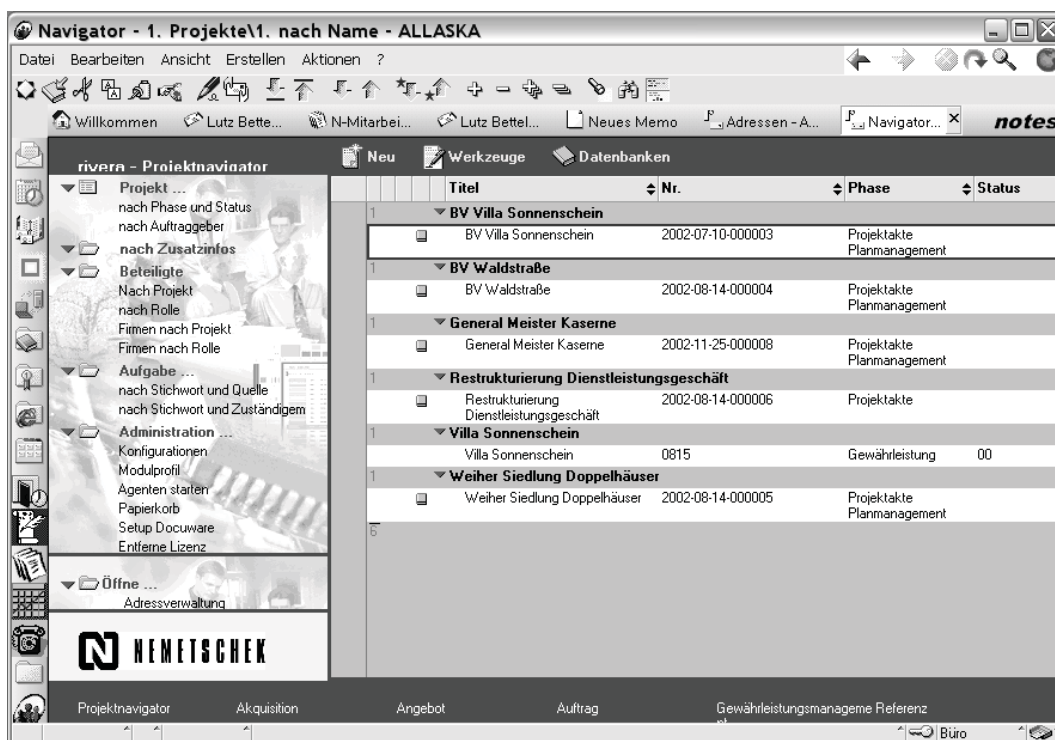 Navigator - 1. Projekte\1. nach Name - ALLASKA
Datei Bearbeiten Ansicht Erstellen Aktionen ?
Willkommen Lutz Bette... N-Mitarbei... Lutz Bettel... Neues Memo Adressen - A... Navigator... notes
rivera - Projektnavigator
Neu Werkzeuge Datenbanken
Projekt ...
nach Phase und Status
nach Auftraggeber
nach Zusatzinfos
Beteiligte
Nach Projekt
nach Rolle
Firmen nach Projekt
Firmen nach Rolle
Aufgabe ...
nach Stichwort und Quelle
nach Stichwort und Zuständigem
Administration ...
Konfigurationen
Modulprofil
Agenten starten
Papierkorb
Setup Docuware
Entferne Lizenz
Öffne ...
Adressverwaltung
NEMETSCHEK
Titel Nr. Phase Status
1 BV Villa Sonnenschein
BV Villa Sonnenschein 2002-07-10-000003 Projektakte
Planmanagement
1 BV Waldstraße
BV Waldstraße 2002-08-14-000004 Projektakte
Planmanagement
1 General Meister Kaserne
General Meister Kaserne 2002-11-25-000008 Projektakte
Planmanagement
1 Restrukturierung Dienstleistungsgeschäft
Restrukturierung 2002-08-14-000006 Projektakte
Dienstleistungsgeschäft
1 Villa Sonnenschein
Villa Sonnenschein 0815 Gewährleistung 00
1 Weiher Siedlung Doppelhäuser
Weiher Siedlung Doppelhäuser 2002-08-14-000005 Projektakte
Planmanagement
6
Projektnavigator Akquisition Angebot Auftrag Gewährleistungsmanageme Referenz
nt
Büro